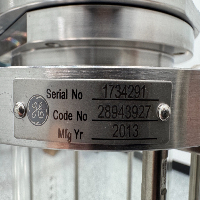 Serial No 1734291
Code No 28943927
Mfg Yr 2013